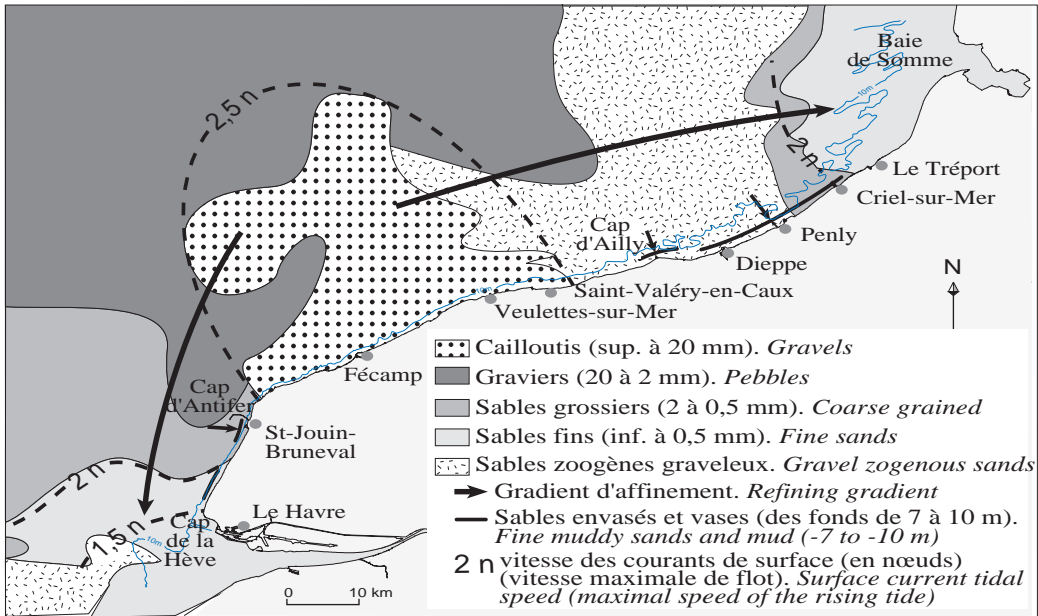 Baie
de Somme
10m
2,5 n
2 n
Le Tréport
Criel-sur-Mer
Cap
d'Ailly
Penly
Dieppe
N
10m
Saint-Valéry-en-Caux
Veulettes-sur-Mer
Fécamp
Cap
d'Antifer
St-Jouin-
Bruneval
2 n
Le Havre
1,5 n
Cap
de la
Hève
10m
0 10 km
Cailloutis (sup. à 20 mm). Gravels
Graviers (20 à 2 mm). Pebbles
Sables grossiers (2 à 0,5 mm). Coarse grained
Sables fins (inf. à 0,5 mm). Fine sands
Sables zoogènes graveleux. Gravel zogenous sands
Gradient d'affinement. Refining gradient
Sables envasés et vases (des fonds de 7 à 10 m).
Fine muddy sands and mud (-7 to -10 m)
2 n vitesse des courants de surface (en nœuds)
(vitesse maximale de flot). Surface current tidal
speed (maximal speed of the rising tide)